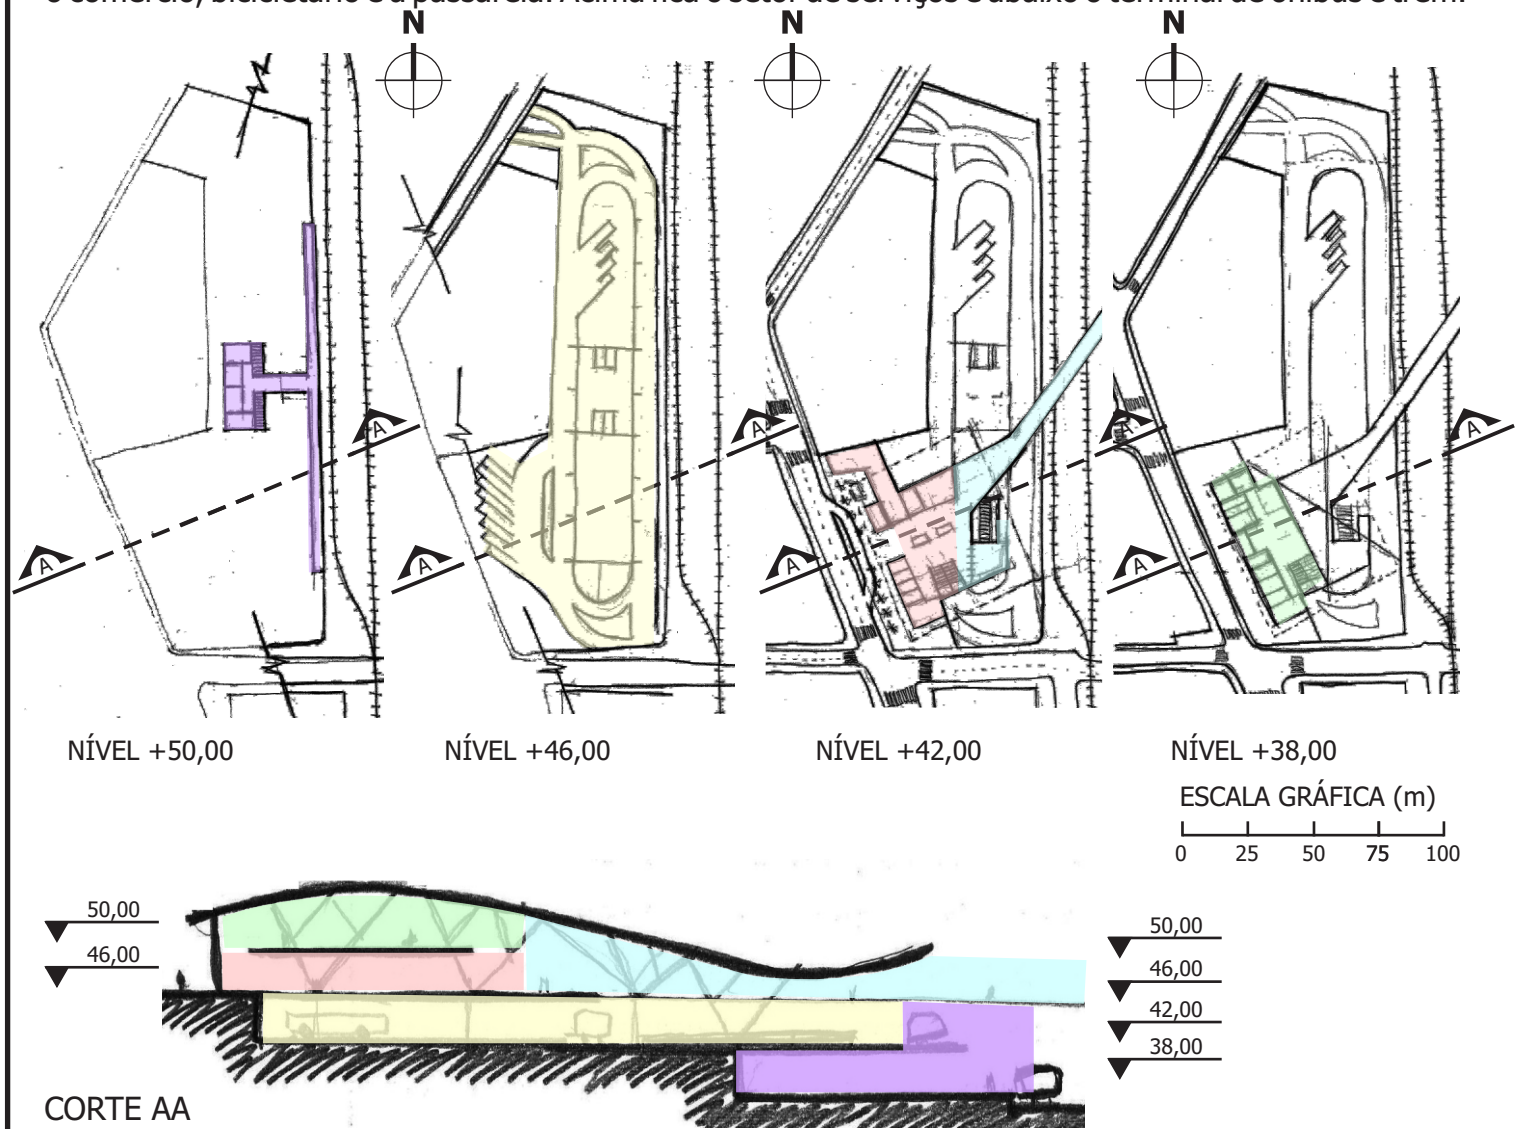 o comércio, bicicletário e a passarela. Acima fica o setor de serviços e abaixo o terminal de ônibus e trem.
N N N
A A A A
A A A A
NÍVEL +50,00
NÍVEL +46,00
NÍVEL +42,00
NÍVEL +38,00
ESCALA GRÁFICA (m)
0 25 50 75 100
50,00
46,00
50,00
46,00
42,00
38,00
CORTE AA